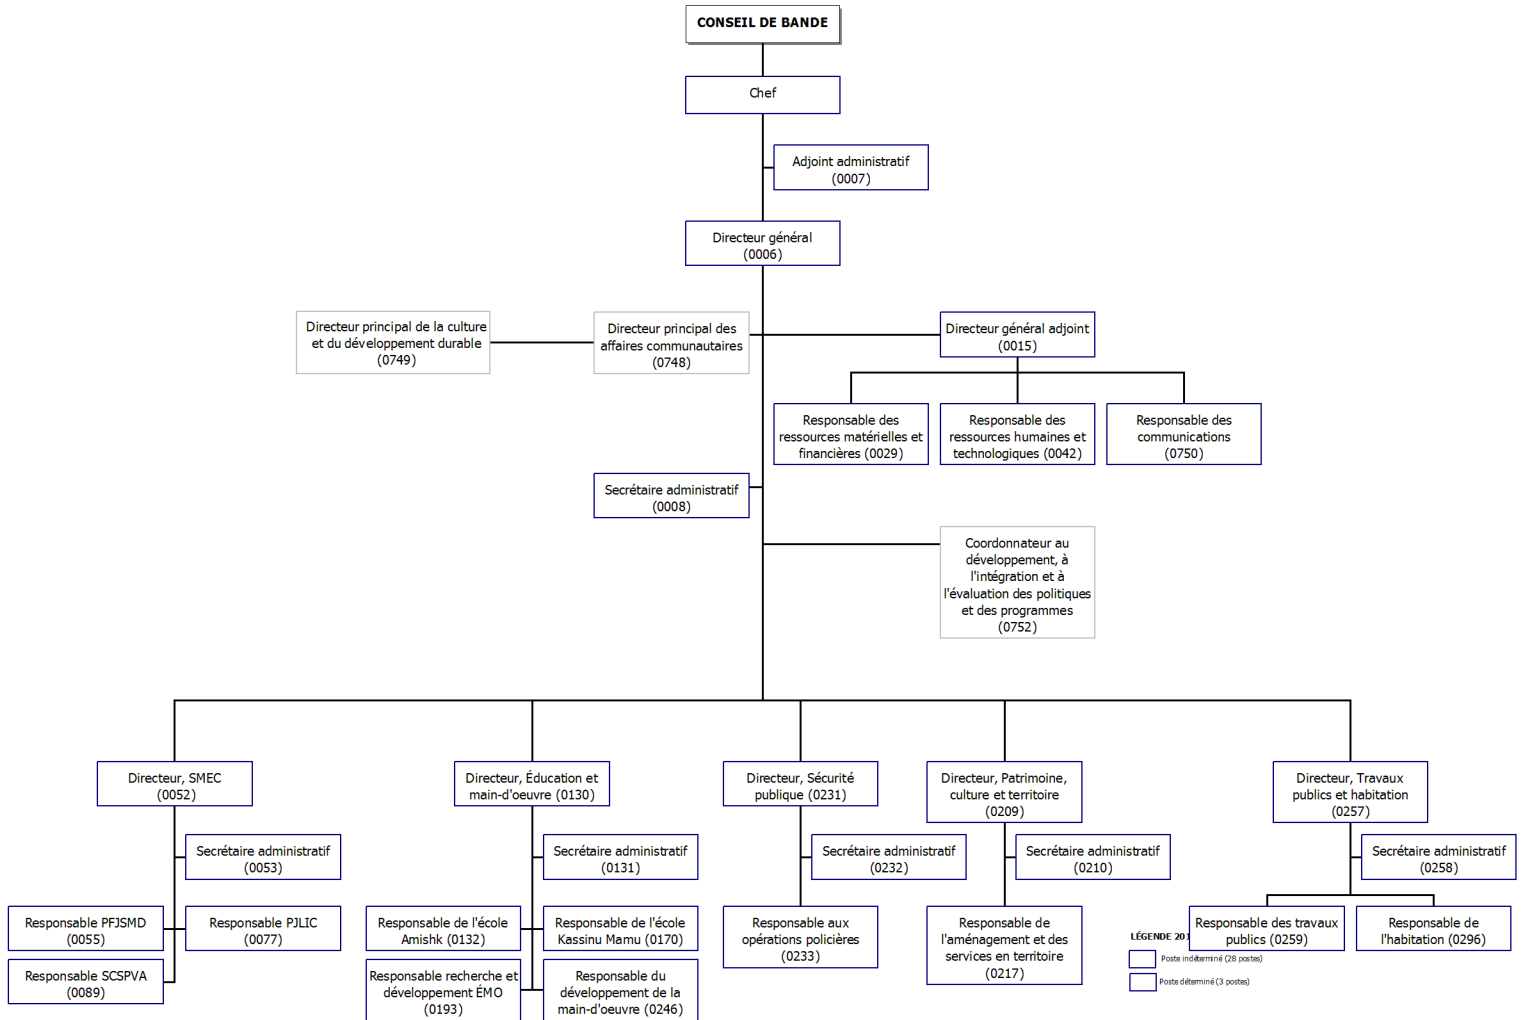 CONSEIL DE BANDE
Chef
Adjoint administratif
(0007)
Directeur général
(0006)
Directeur principal de la culture
et du développement durable
(0749)
Directeur principal des
affaires communautaires
(0748)
Directeur général adjoint
(0015)
Responsable des
ressources matérielles et
financières (0029)
Responsable des
ressources humaines et
technologiques (0042)
Responsable des
communications
(0750)
Secrétaire administratif
(0008)
Coordonnateur au
développement, à
l'intégration et à
l'évaluation des politiques
et des programmes
(0752)
Directeur, SMEC
(0052)
Directeur, Éducation et
main-d'oeuvre (0130)
Directeur, Sécurité
publique (0231)
Directeur, Patrimoine,
culture et territoire
(0209)
Directeur, Travaux
publics et habitation
(0257)
Secrétaire administratif
(0053)
Secrétaire administratif
(0131)
Secrétaire administratif
(0232)
Secrétaire administratif
(0210)
Secrétaire administratif
(0258)
Responsable PFJSMD
(0055)
Responsable PJLIC
(0077)
Responsable de l'école
Amishk (0132)
Responsable de l'école
Kassinu Mamu (0170)
Responsable aux
opérations policières
(0233)
Responsable de
l'aménagement et des
services en territoire
(0217)
Responsable des travaux
publics (0259)
Responsable de
l'habitation (0296)
Responsable SCSPVA
(0089)
Responsable recherche et
développement ÉMO
(0193)
Responsable du
développement de la
main-d'oeuvre (0246)
LÉGENDE 201
Poste indéterminé (28 postes)
Poste déterminé (3 postes)